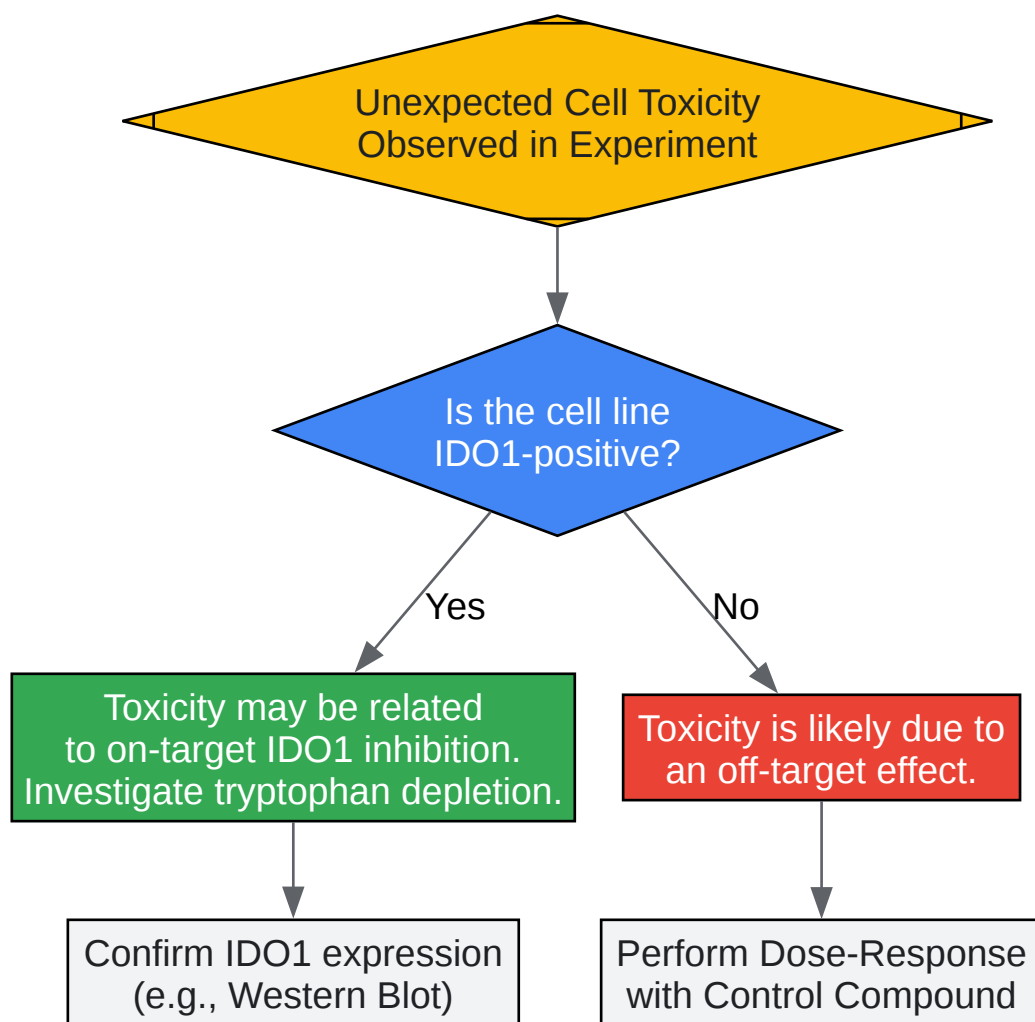 Unexpected Cell Toxicity
Observed in Experiment
Is the cell line
IDO1-positive?
Yes
No
Toxicity may be related
to on-target IDO1 inhibition.
Investigate tryptophan depletion.
Toxicity is likely due to
an off-target effect.
Confirm IDO1 expression
(e.g., Western Blot)
Perform Dose-Response
with Control Compound